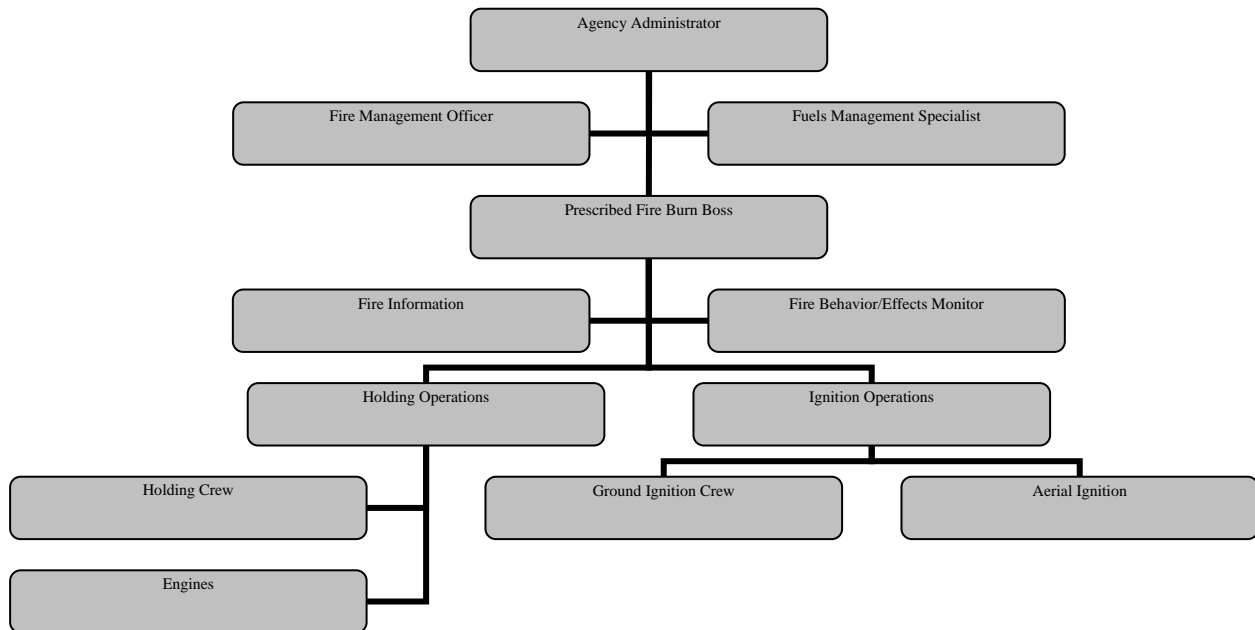 Agency Administrator
Fire Management Officer
Fuels Management Specialist
Prescribed Fire Burn Boss
Fire Information
Fire Behavior/Effects Monitor
Holding Operations
Ignition Operations
Holding Crew
Ground Ignition Crew
Aerial Ignition
Engines